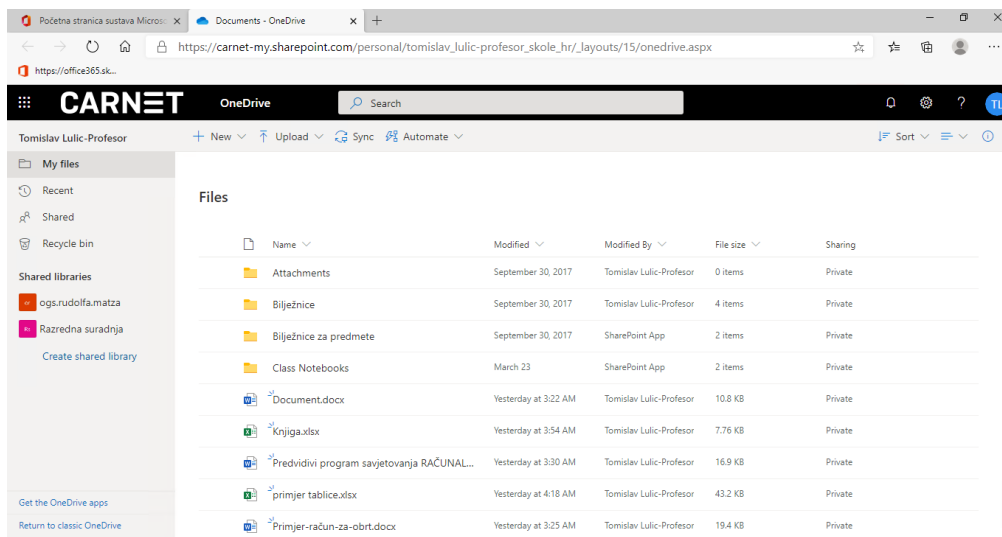 Početna stranica sustava Microsc
Documents - OneDrive
https://carnet-my.sharepoint.com/personal/tomislav_lulic-profesor_skole_hr/_layouts/15/onedrive.aspx
https://office365.sk...
CARNET OneDrive Search TL
Tomislav Lulic-Profesor
New Upload Sync Automate Sort
My files
Recent
Shared
Recycle bin
Shared libraries
ogs.rudolfa.matza
Razredna suradnja
Create shared library
Get the OneDrive apps
Return to classic OneDrive
Files
Name Modified Modified By File size Sharing
Attachments September 30, 2017 Tomislav Lulic-Profesor 0 items Private
Bilježnice September 30, 2017 Tomislav Lulic-Profesor 4 items Private
Bilježnice za predmete September 30, 2017 SharePoint App 2 items Private
Class Notebooks March 23 SharePoint App 2 items Private
Document.docx Yesterday at 3:22 AM Tomislav Lulic-Profesor 10.8 KB Private
Knjiga.xlsx Yesterday at 3:54 AM Tomislav Lulic-Profesor 7.76 KB Private
Predvidivi program savjetovanja RAČUNAL... Yesterday at 3:30 AM Tomislav Lulic-Profesor 16.9 KB Private
primjer tablice.xlsx Yesterday at 4:18 AM Tomislav Lulic-Profesor 43.2 KB Private
Primjer-račun-za-obrt.docx Yesterday at 3:25 AM Tomislav Lulic-Profesor 19.4 KB Private